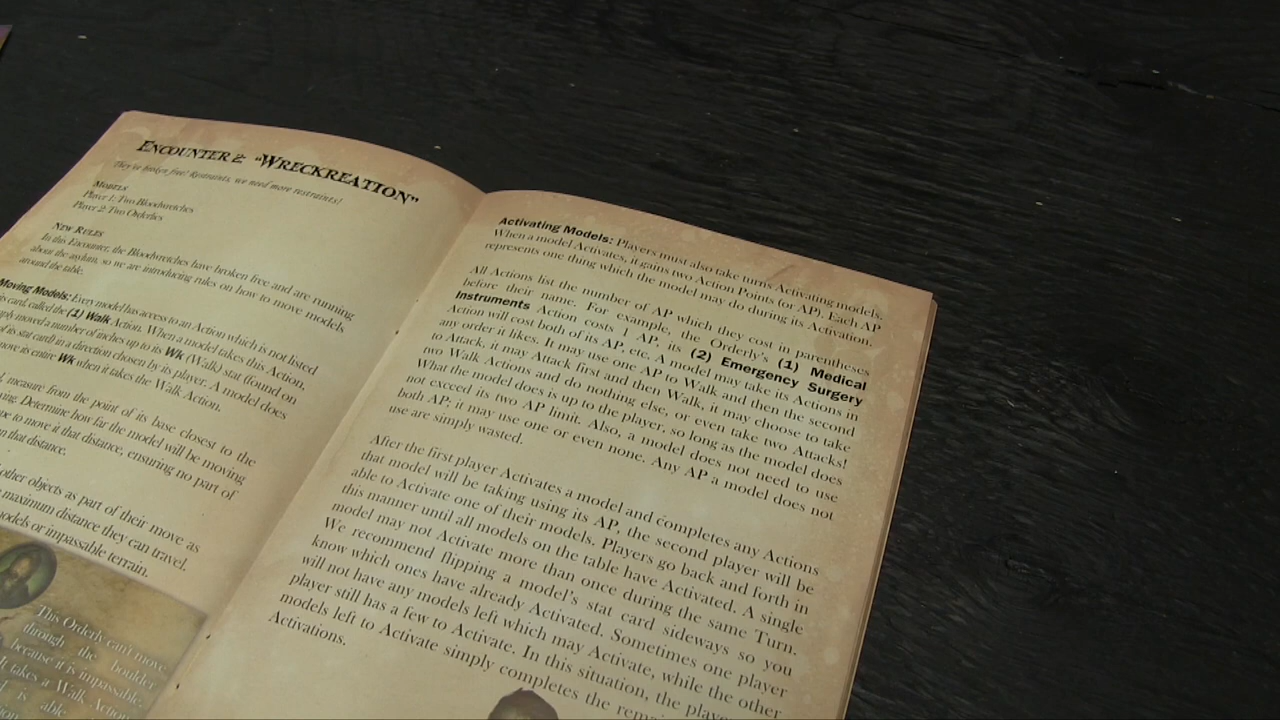 ENCOUNTER 2: "WRECKREATION"
They've broken free! Restraints, we need more restraints!
MODELS
Player 1: Two Bloodwretches
Player 2: Two Orderlies
NEW RULES
In this Encounter, the Bloodwretches have broken free and are running
about the asylum, so we are introducing rules on how to move models
around the table.
Moving Models: Every model has access to an Action which is not listed
its card, called the (1) Walk Action. When a model takes this Action,
moved a number of inches up to its Wk (Walk) stat (found on
its stat card) in a direction chosen by its player. A model does
move its entire Wk when it takes the Walk Action.
measure from the point of its base closest to the
Determine how far the model will be moving
to move it that distance, ensuring no part of
than that distance.
other objects as part of their move as
maximum distance they can travel.
models or impassable terrain.
This Orderly can't move
through the boulder
because it is impassable.
It takes a Walk Action
is able
Activating Models: Players must also take turns Activating models.
When a model Activates, it gains two Action Points (or AP). Each AP
represents one thing which the model may do during its Activation.
All Actions list the number of AP which they cost in parentheses
before their name. For example, the Orderly's (1) Medical
Instruments Action costs 1 AP, its (2) Emergency Surgery
Action will cost both of its AP, etc. A model may take its Actions in
any order it likes. It may use one AP to Walk and then the second
to Attack, it may Attack first and then Walk, it may choose to take
two Walk Actions and do nothing else, or even take two Attacks!
What the model does is up to the player, so long as the model does
not exceed its two AP limit. Also, a model does not need to use
both AP; it may use one or even none. Any AP a model does not
use are simply wasted.
After the first player Activates a model and completes any Actions
that model will be taking using its AP, the second player will be
able to Activate one of their models. Players go back and forth in
this manner until all models on the table have Activated. A single
model may not Activate more than once during the same Turn.
We recommend flipping a model's stat card sideways so you
know which ones have already Activated. Sometimes one player
will not have any models left which may Activate, while the other
player still has a few to Activate. In this situation, the player
models left to Activate simply completes the
Activations.